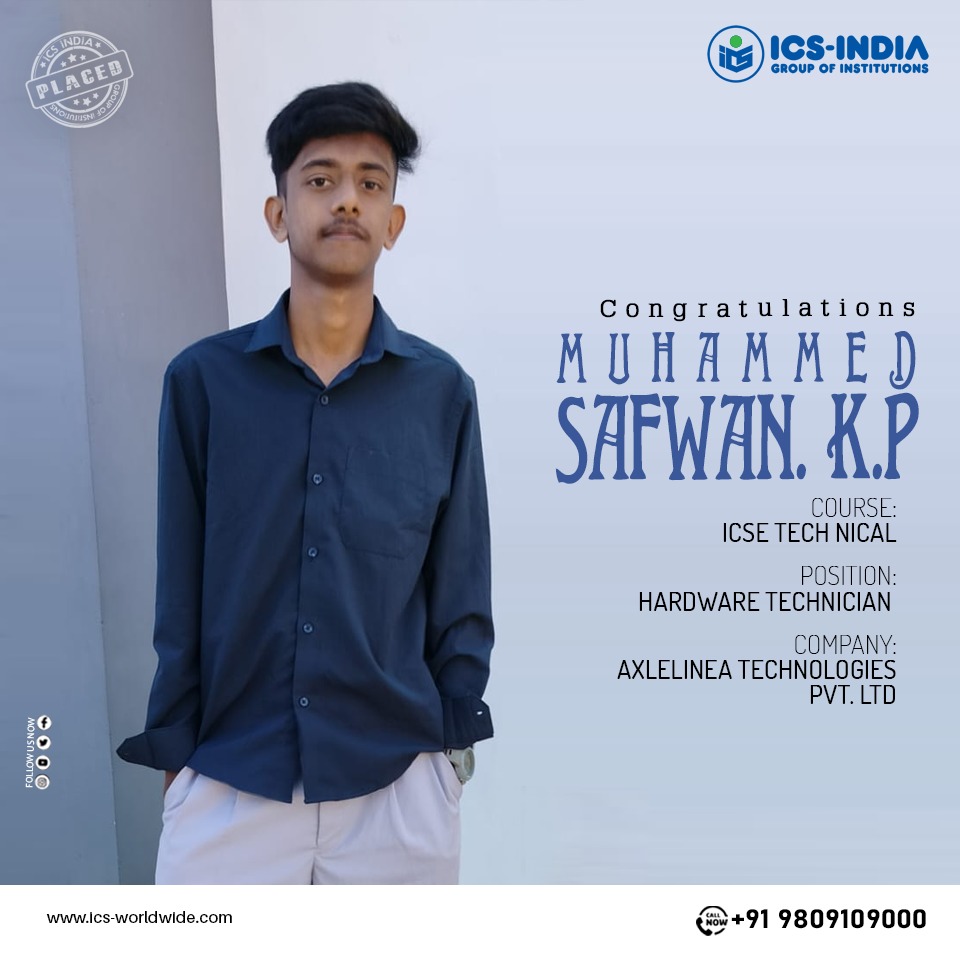 ICS INDIA
PLACED
GROUP OF INSTITUTIONS
ICS
ICS-INDIA
GROUP OF INSTITUTIONS
Congratulations
MUHAMMED
SAFWAN. K.P
COURSE:
ICSE TECH NICAL
POSITION:
HARDWARE TECHNICIAN
COMPANY:
AXLELINEA TECHNOLOGIES
PVT. LTD
FOLLOW US NOW
www.ics-worldwide.com
CALL
NOW
+91 9809109000